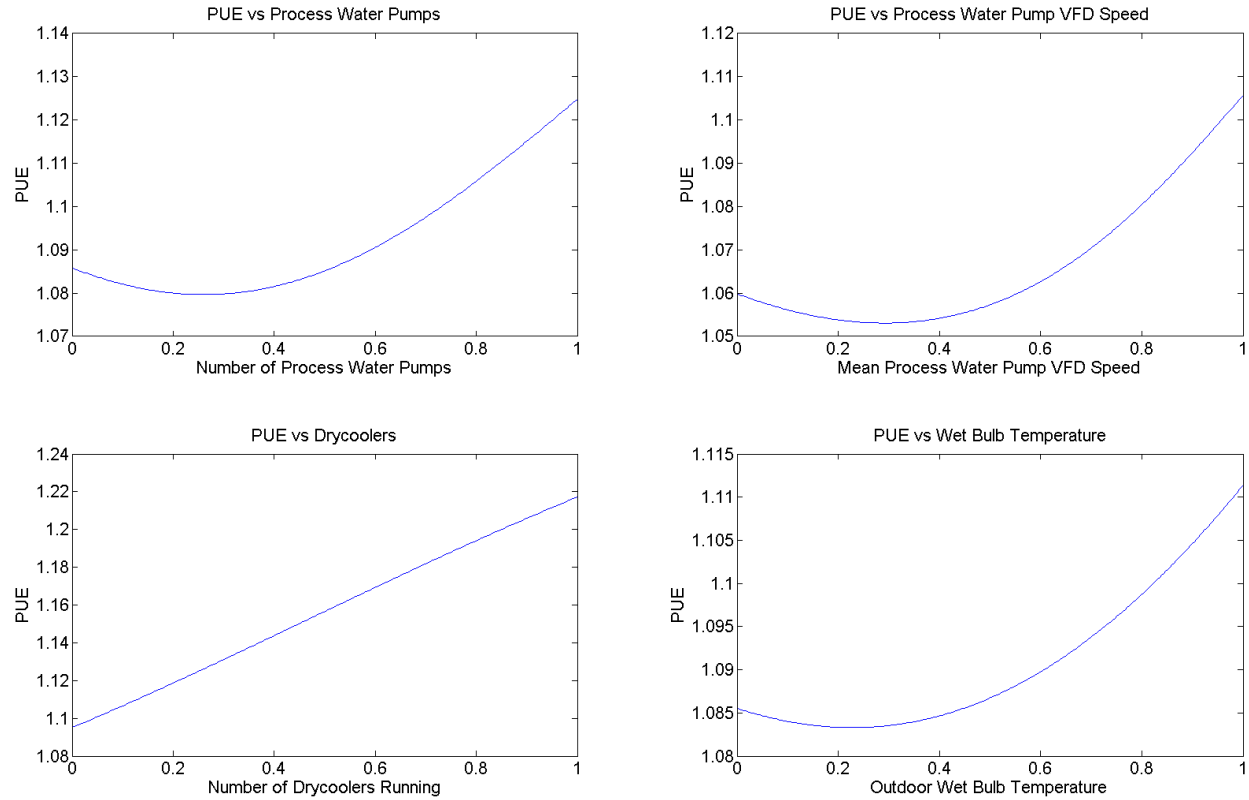 PUE vs Process Water Pumps
1.14
1.13
1.12
1.11
1.1
1.09
1.08
1.07
PUE
0 0.2 0.4 0.6 0.8 1
Number of Process Water Pumps
PUE vs Process Water Pump VFD Speed
1.12
1.11
1.1
1.09
1.08
1.07
1.06
1.05
PUE
0 0.2 0.4 0.6 0.8 1
Mean Process Water Pump VFD Speed
PUE vs Drycoolers
1.24
1.22
1.2
1.18
1.16
1.14
1.12
1.1
1.08
PUE
0 0.2 0.4 0.6 0.8 1
Number of Drycoolers Running
PUE vs Wet Bulb Temperature
1.115
1.11
1.105
1.1
1.095
1.09
1.085
1.08
PUE
0 0.2 0.4 0.6 0.8 1
Outdoor Wet Bulb Temperature